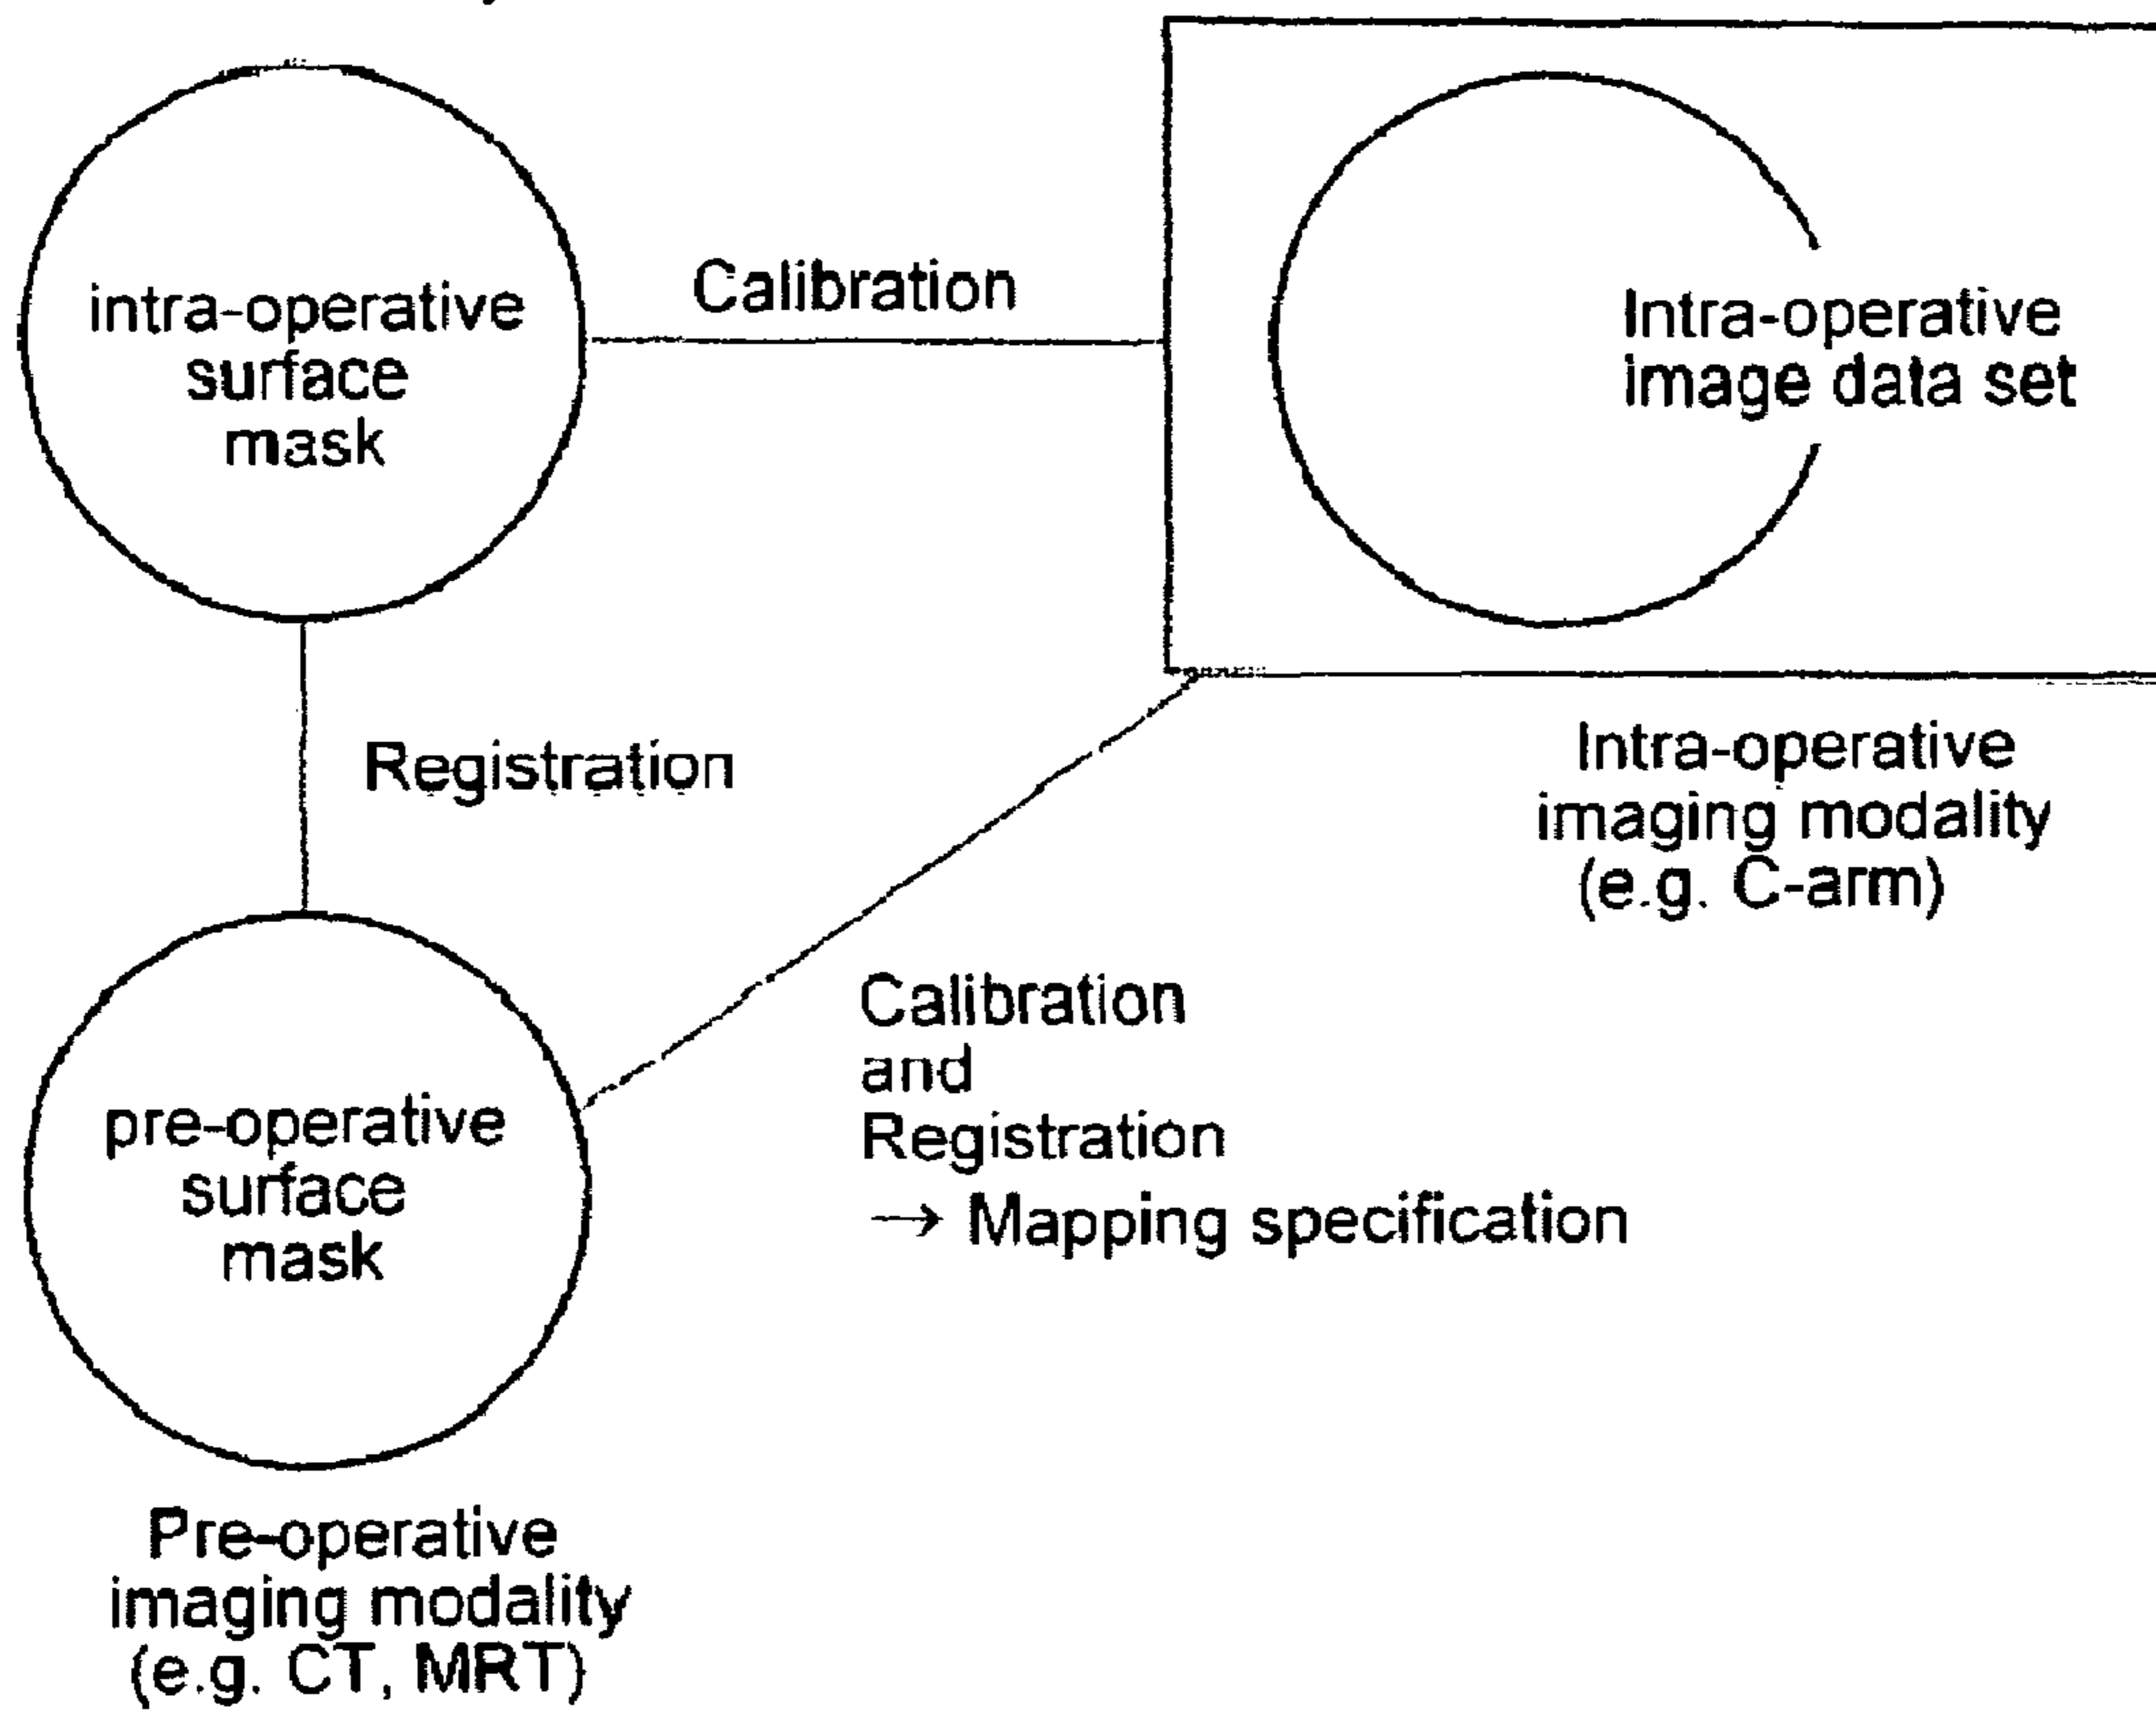 intra-operative
surface
mask
Calibration
Intra-operative
image data set
Registration
Intra-operative
imaging modality
(e.g. C-arm)
Calibration
and
Registration
→ Mapping specification
pre-operative
surface
mask
Pre-operative
imaging modality
(e.g. CT, MRT)